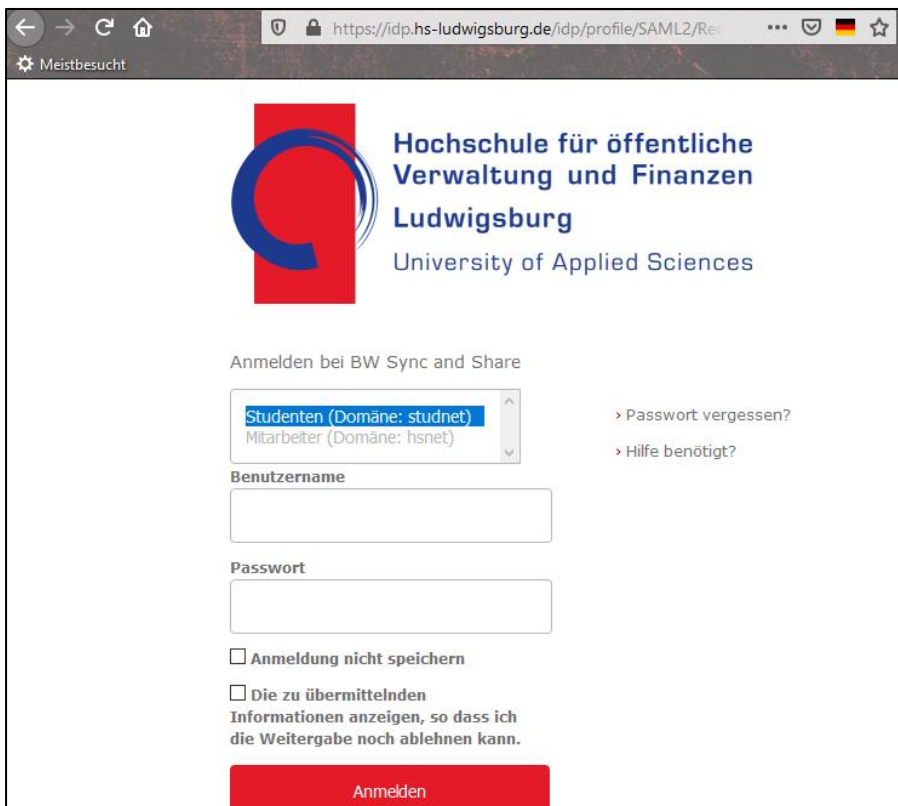 https://idp.hs-ludwigsburg.de/idp/profile/SAML2/Re
Meistbesucht
Hochschule für öffentliche
Verwaltung und Finanzen
Ludwigsburg
University of Applied Sciences
Anmelden bei BW Sync and Share
Studenten (Domäne: studnet)
Mitarbeiter (Domäne: hsnet)
› Passwort vergessen?
› Hilfe benötigt?
Benutzername
Passwort
Anmeldung nicht speichern
Die zu übermittelnden
Informationen anzeigen, so dass ich
die Weitergabe noch ablehnen kann.
Anmelden